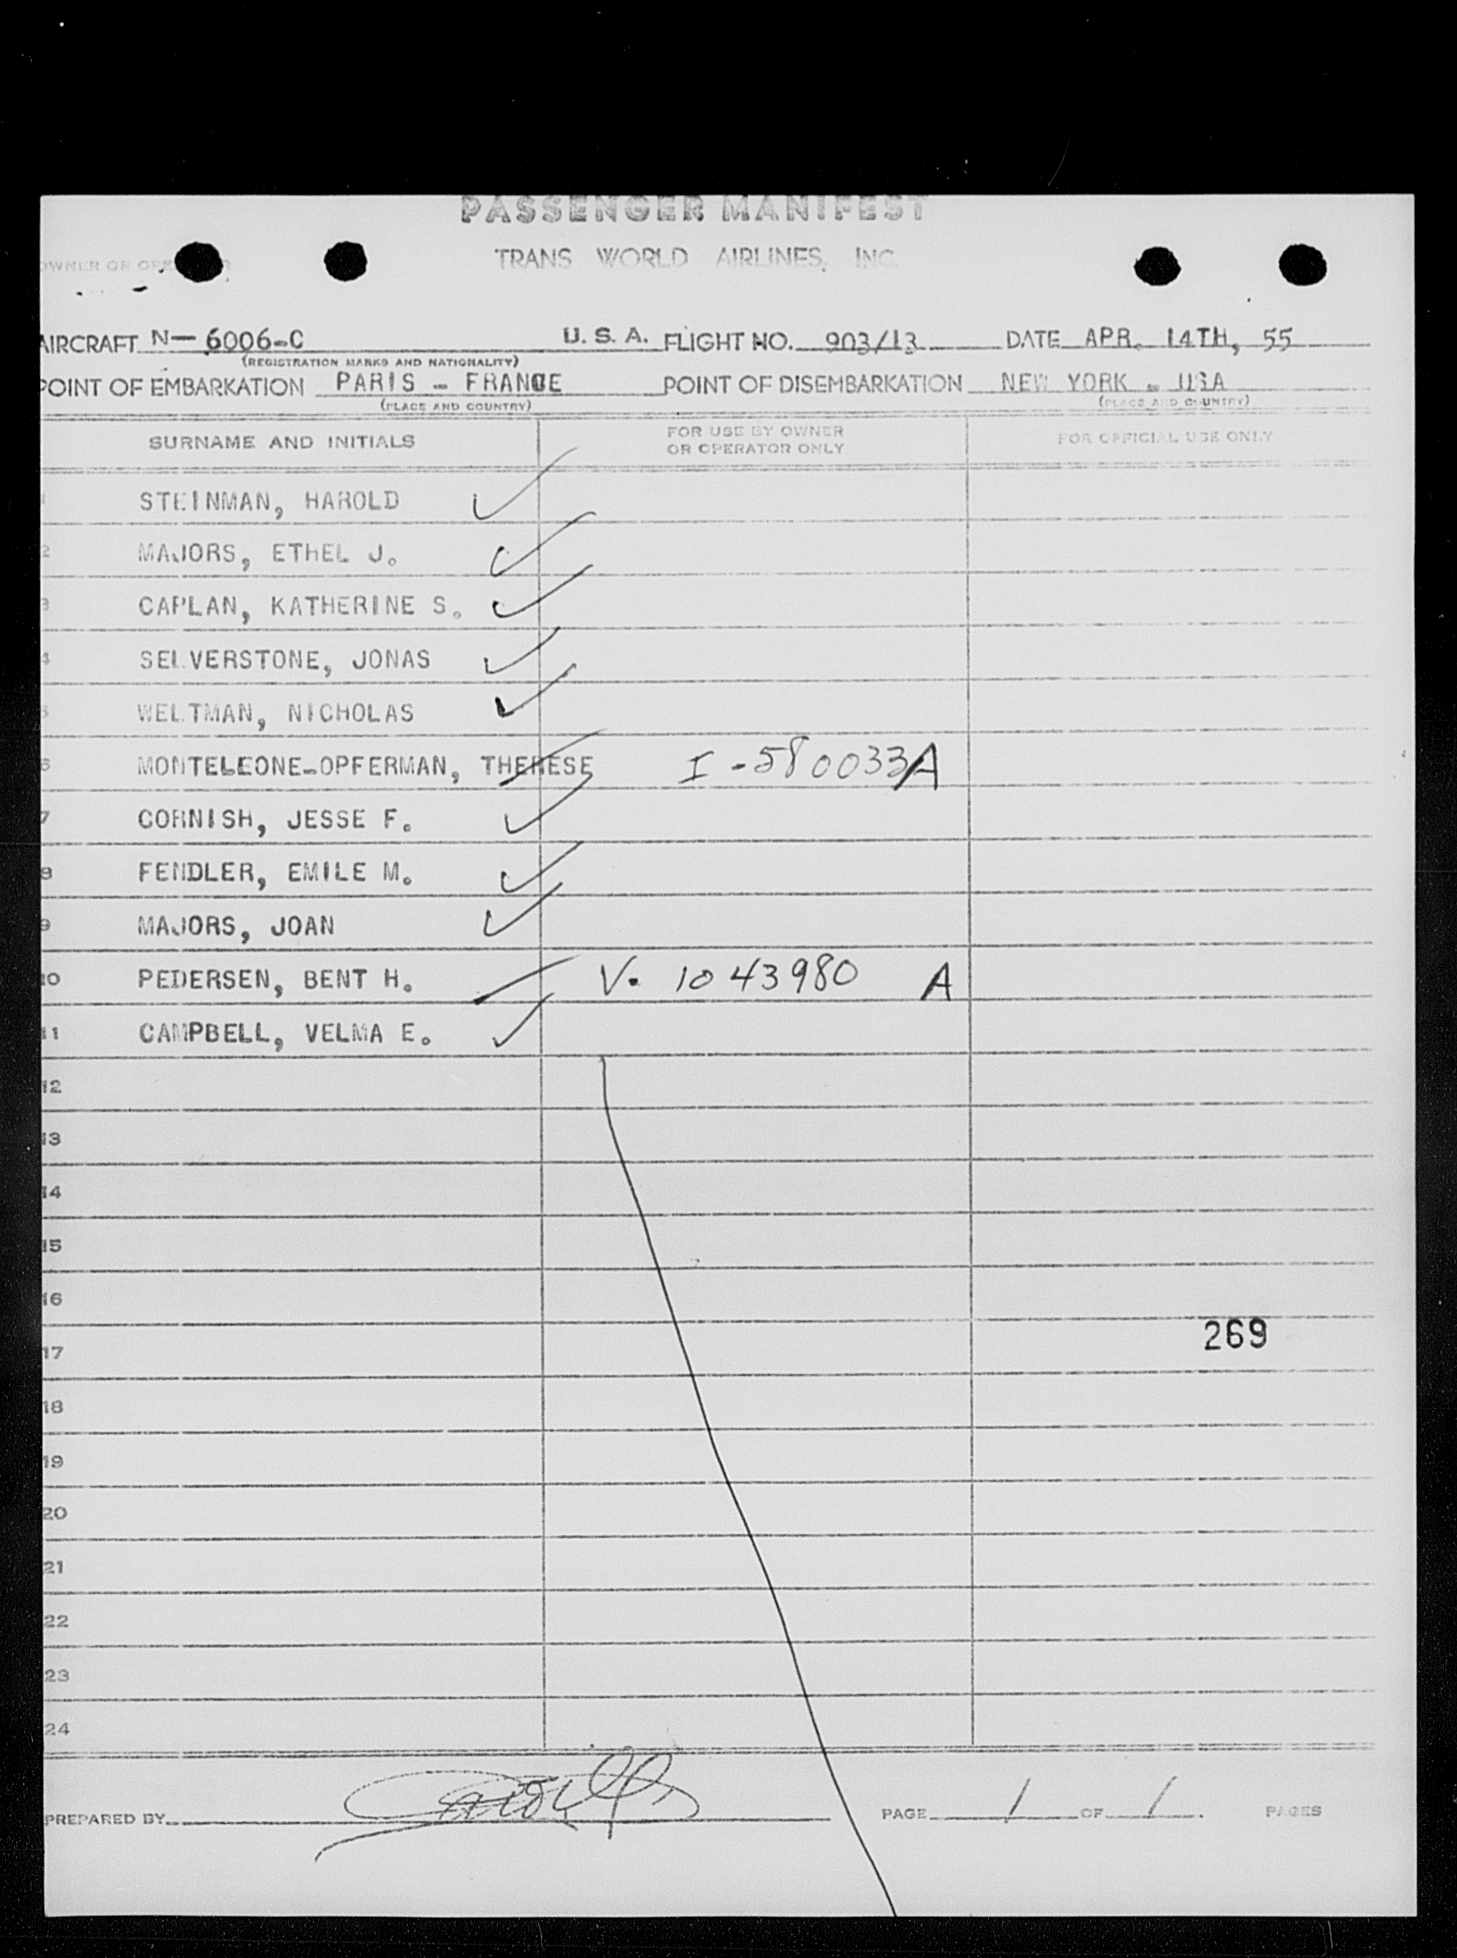 PASSENGER MANIFEST
OWNER OR OPERATOR
TRANS WORLD AIRLINES, INC.
AIRCRAFT N— 6006-C U. S. A. FLIGHT NO. 903/13 DATE APR. 14TH, 55
(REGISTRATION MARKS AND NATIONALITY)
POINT OF EMBARKATION PARIS - FRANCE POINT OF DISEMBARKATION NEW YORK - USA
(PLACE AND COUNTRY) (PLACE AND COUNTRY)
SURNAME AND INITIALS FOR USE BY OWNER OR OPERATOR ONLY FOR OFFICIAL USE ONLY
1 STEINMAN, HAROLD
2 MAJORS, ETHEL J.
3 CAPLAN, KATHERINE S.
4 SELVERSTONE, JONAS
5 WELTMAN, NICHOLAS
6 MONTELEONE-OPFERMAN, THERESE I-580033A
7 CORNISH, JESSE F.
8 FENDLER, EMILE M.
9 MAJORS, JOAN
10 PEDERSEN, BENT H. V. 1043980 A
11 CAMPBELL, VELMA E.
12
13
14
15
16
269
17
18
19
20
21
22
23
24
PREPARED BY PAGE 1 OF 1 PAGES